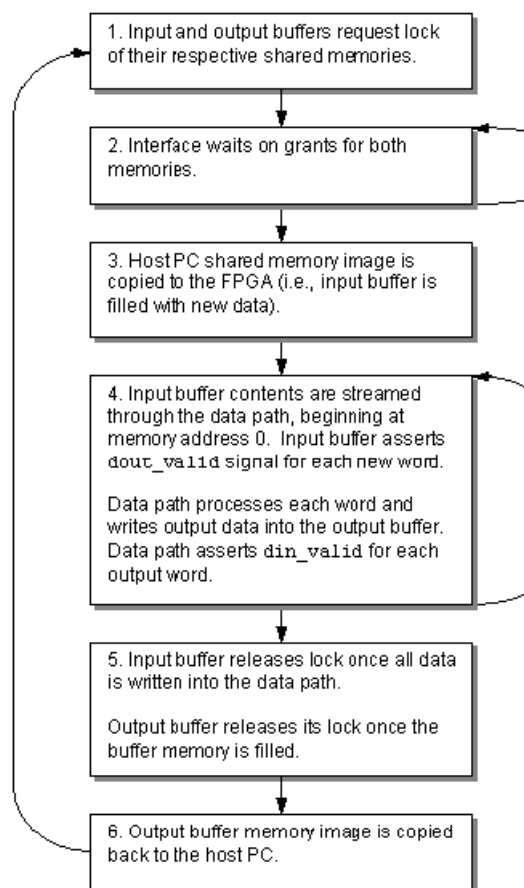 1. Input and output buffers request lock
of their respective shared memories.
2. Interface waits on grants for both
memories.
3. Host PC shared memory image is
copied to the FPGA (i.e., input buffer is
filled with new data).
4. Input buffer contents are streamed
through the data path, beginning at
memory address 0. Input buffer asserts
dout_valid signal for each new word.
Data path processes each word and
writes output data into the output buffer.
Data path asserts din_valid for each
output word.
5. Input buffer releases lock once all data
is written into the data path.
Output buffer releases its lock once the
buffer memory is filled.
6. Output buffer memory image is copied
back to the host PC.